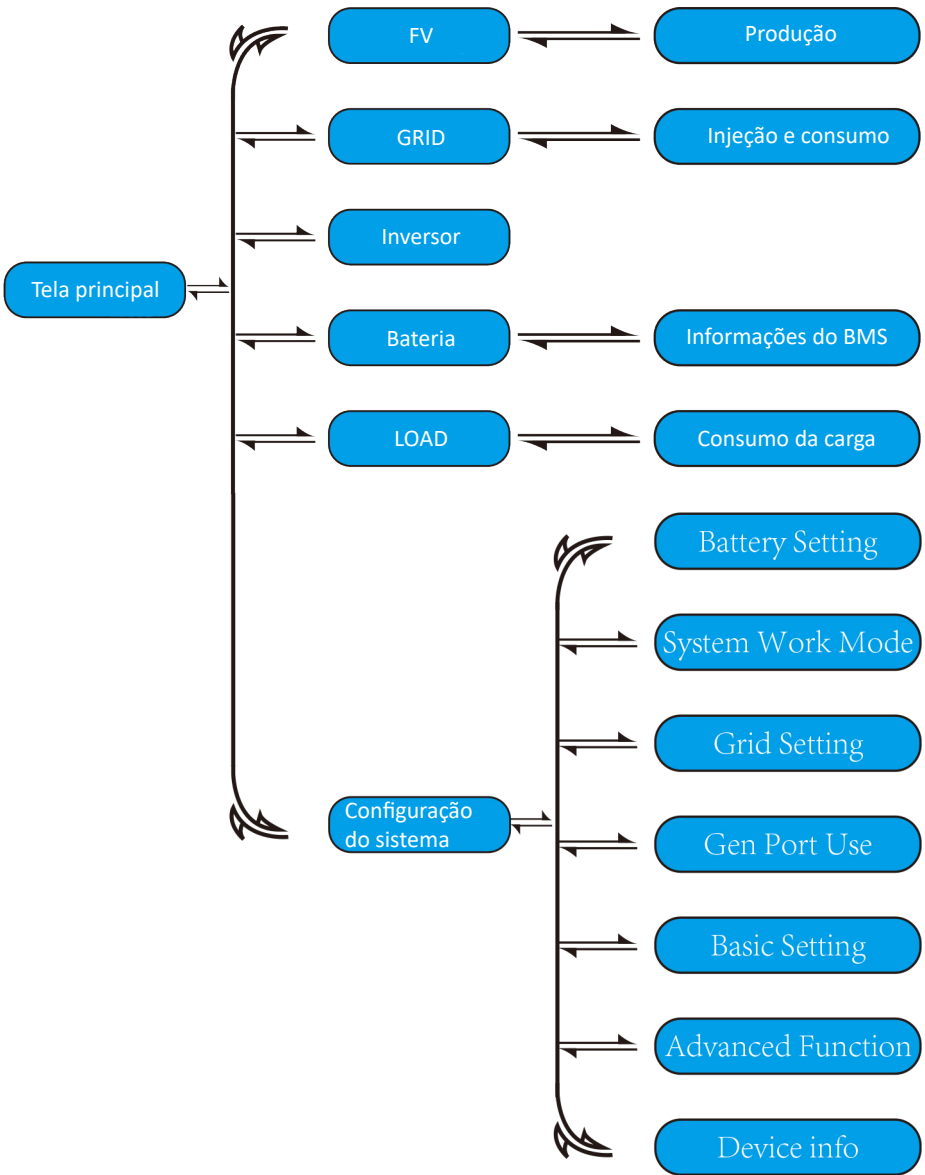 FV
Produção
GRID
Injeção e consumo
Inversor
Tela principal
Bateria
Informações do BMS
LOAD
Consumo da carga
Battery Setting
System Work Mode
Grid Setting
Configuração
do sistema
Gen Port Use
Basic Setting
Advanced Function
Device info